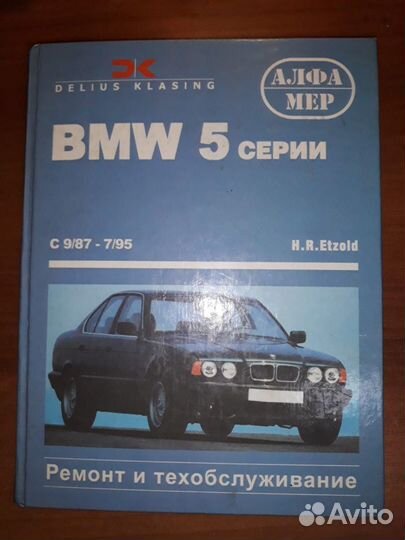 DELIUS KLASING
АЛФА
МЕР
BMW 5 СЕРИИ
С 9/87 - 7/95
H.R.Etzold
Ремонт и техобслуживание
Avito